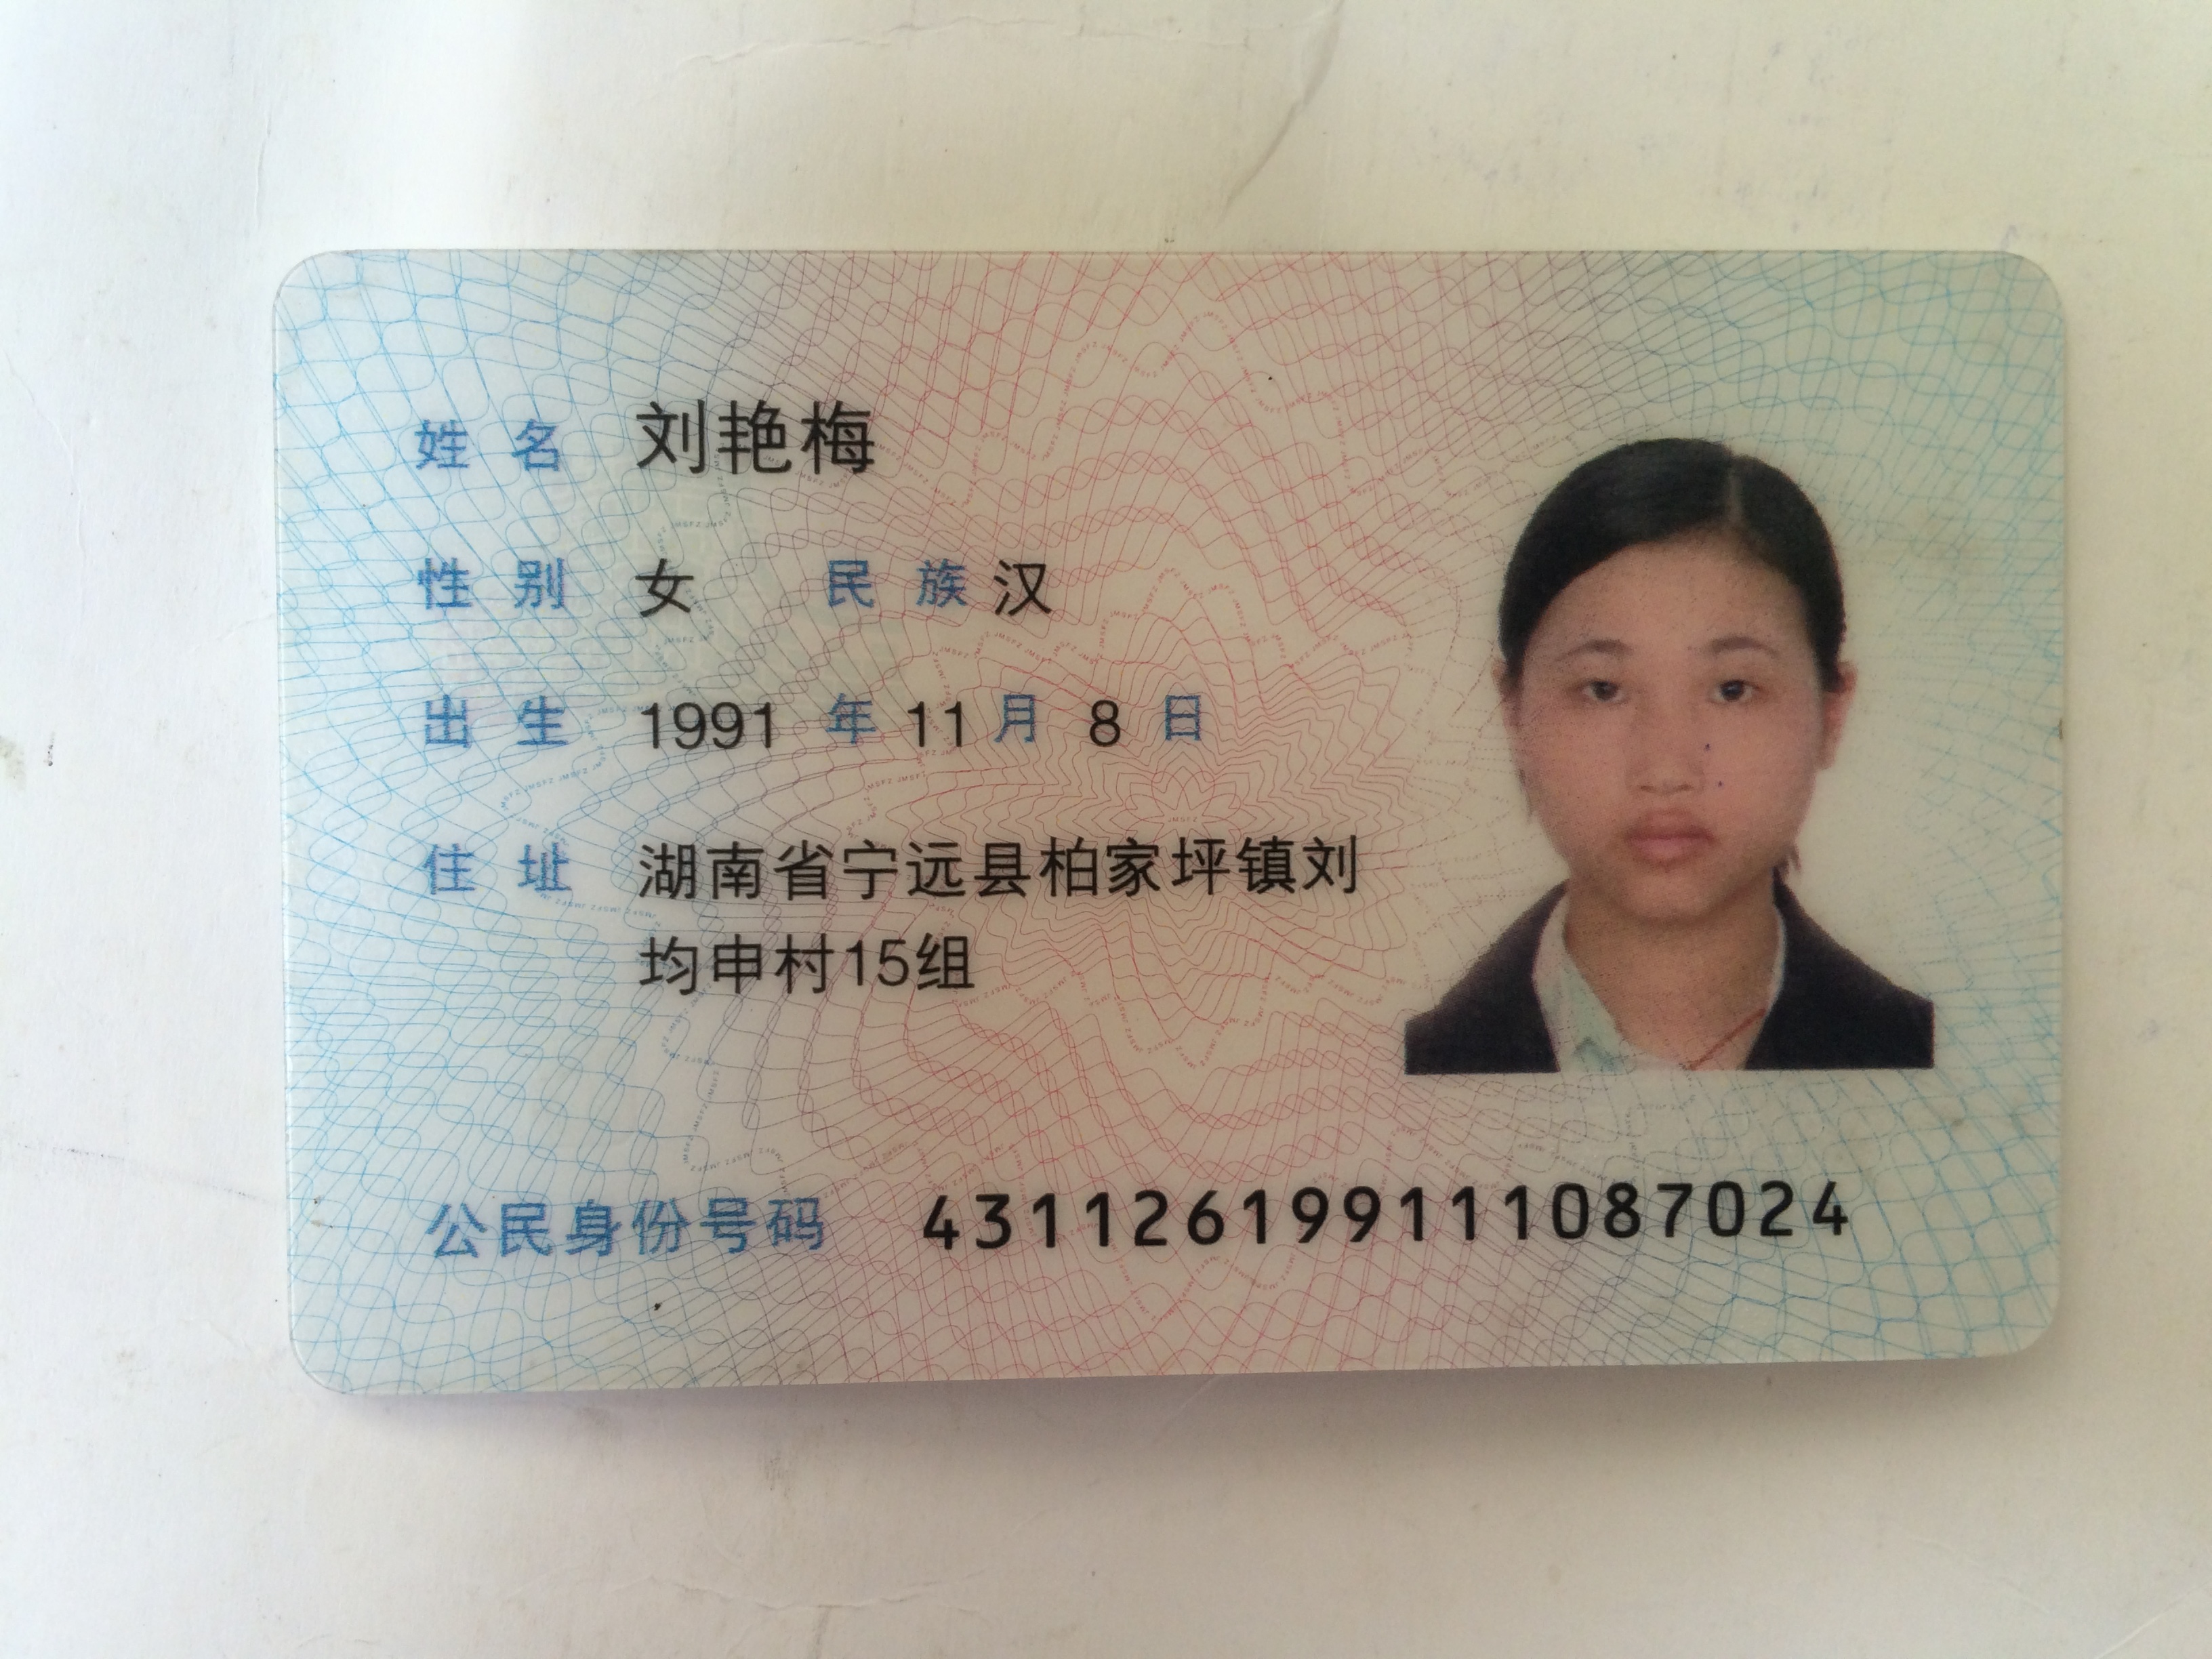 姓名 刘艳梅
性别 女 民族 汉
出生 1991 年 11 月 8 日
住址 湖南省宁远县柏家坪镇刘
均申村15组
公民身份号码 431126199111087024